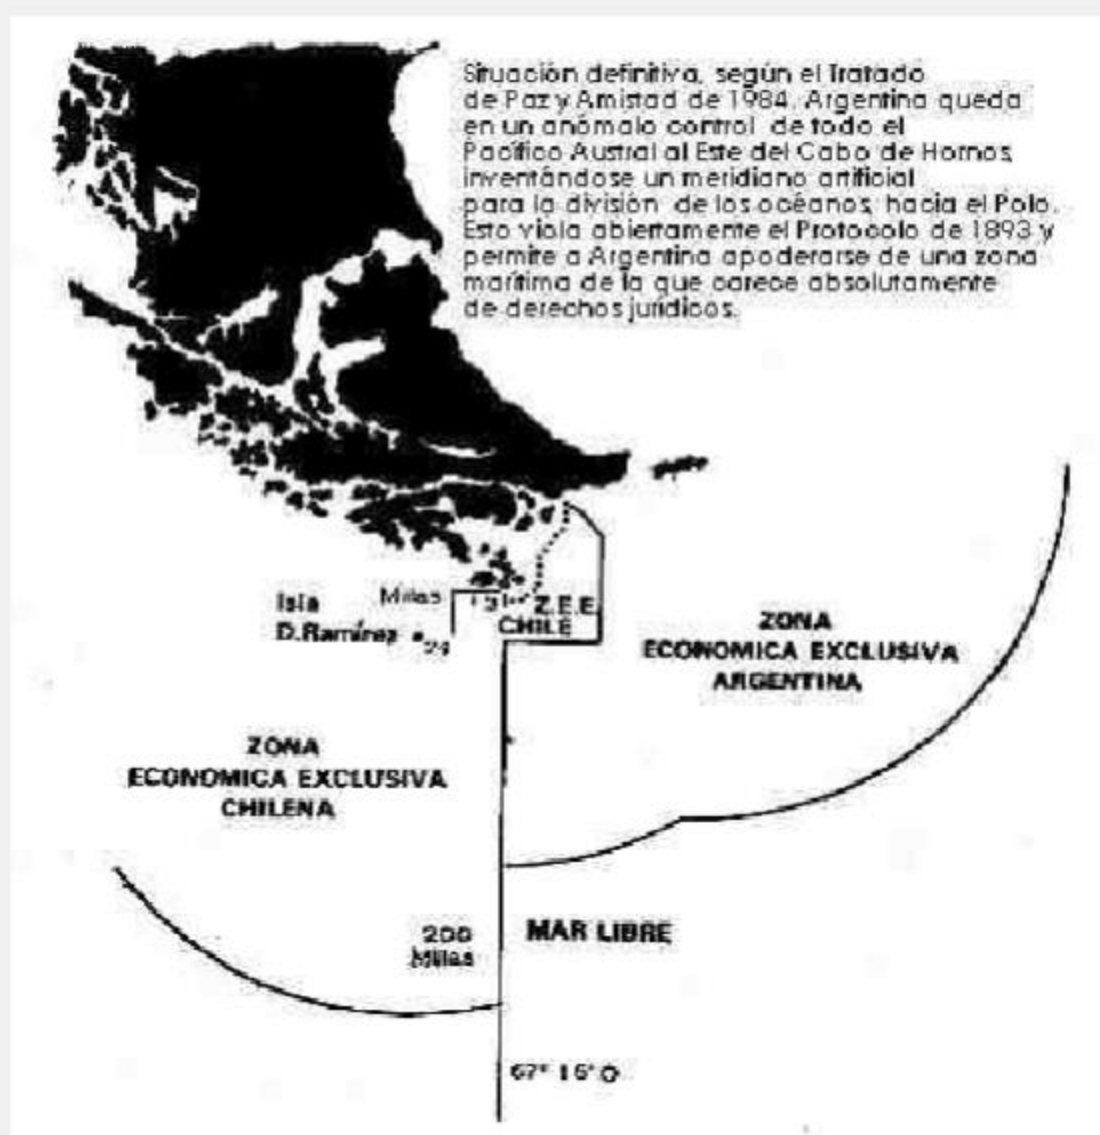 Situación definitiva, según el Tratado
de Paz y Amistad de 1984. Argentina queda
en un anómalo control de todo el
Pacífico Austral al Este del Cabo de Hornos,
inventándose un meridiano artificial
para la división de los océanos, hacia el Polo.
Esto viola abiertamente el Protocolo de 1893 y
permite a Argentina apoderarse de una zona
marítima de la que carece absolutamente
de derechos jurídicos.
Isla
D.Ramírez
Millas
24
Z.E.E.
CHILE
ZONA
ECONOMICA EXCLUSIVA
ARGENTINA
ZONA
ECONOMICA EXCLUSIVA
CHILENA
200
Millas
MAR LIBRE
67° 16' O